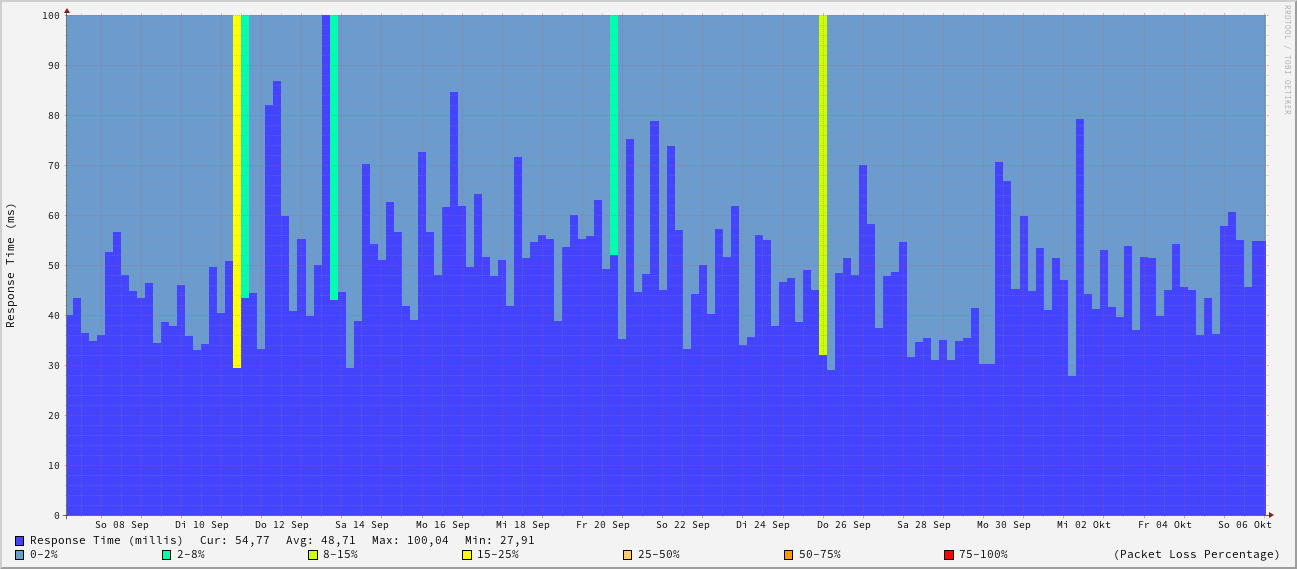 100
90
80
70
60
50
40
30
20
10
0
Response Time (ms)
RRDTOOL / TOBI OETIKER
So 08 Sep Di 10 Sep Do 12 Sep Sa 14 Sep Mo 16 Sep Mi 18 Sep Fr 20 Sep So 22 Sep Di 24 Sep Do 26 Sep Sa 28 Sep Mo 30 Sep Mi 02 Okt Fr 04 Okt So 06 Okt
Response Time (millis) Cur: 54,77 Avg: 48,71 Max: 100,04 Min: 27,91
0-2% 2-8% 8-15% 15-25% 25-50% 50-75% 75-100% (Packet Loss Percentage)